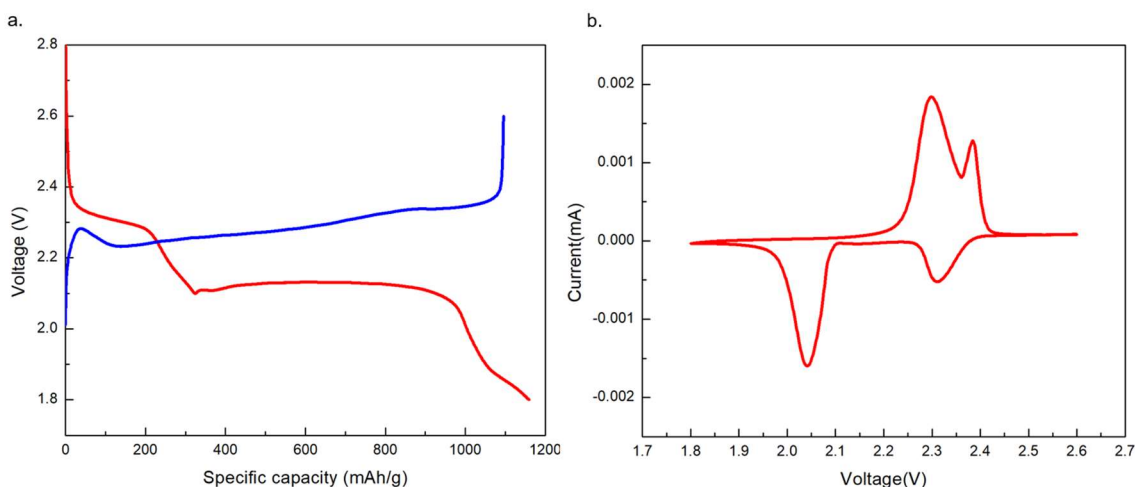 a.
2.8
2.6
2.4
2.2
2.0
1.8
Voltage (V)
0 200 400 600 800 1000 1200
Specific capacity (mAh/g)
b.
0.002
0.001
0.000
-0.001
-0.002
Current(mA)
1.7 1.8 1.9 2.0 2.1 2.2 2.3 2.4 2.5 2.6 2.7
Voltage(V)